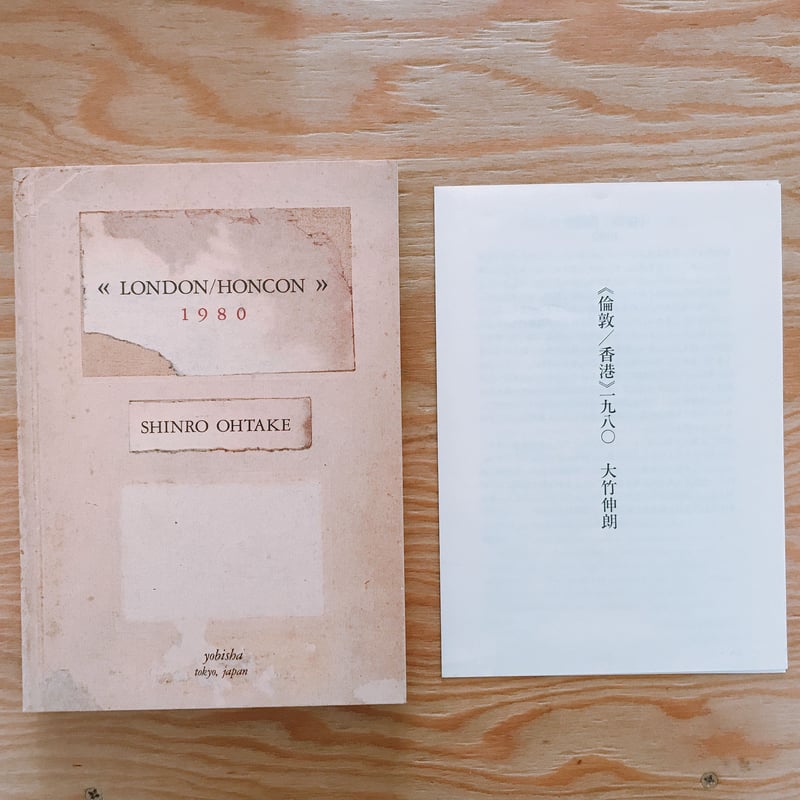 « LONDON/HONCON »
1980
SHINRO OHTAKE
yobisha
tokyo, japan
《倫敦／香港》一九八〇　大竹伸朗